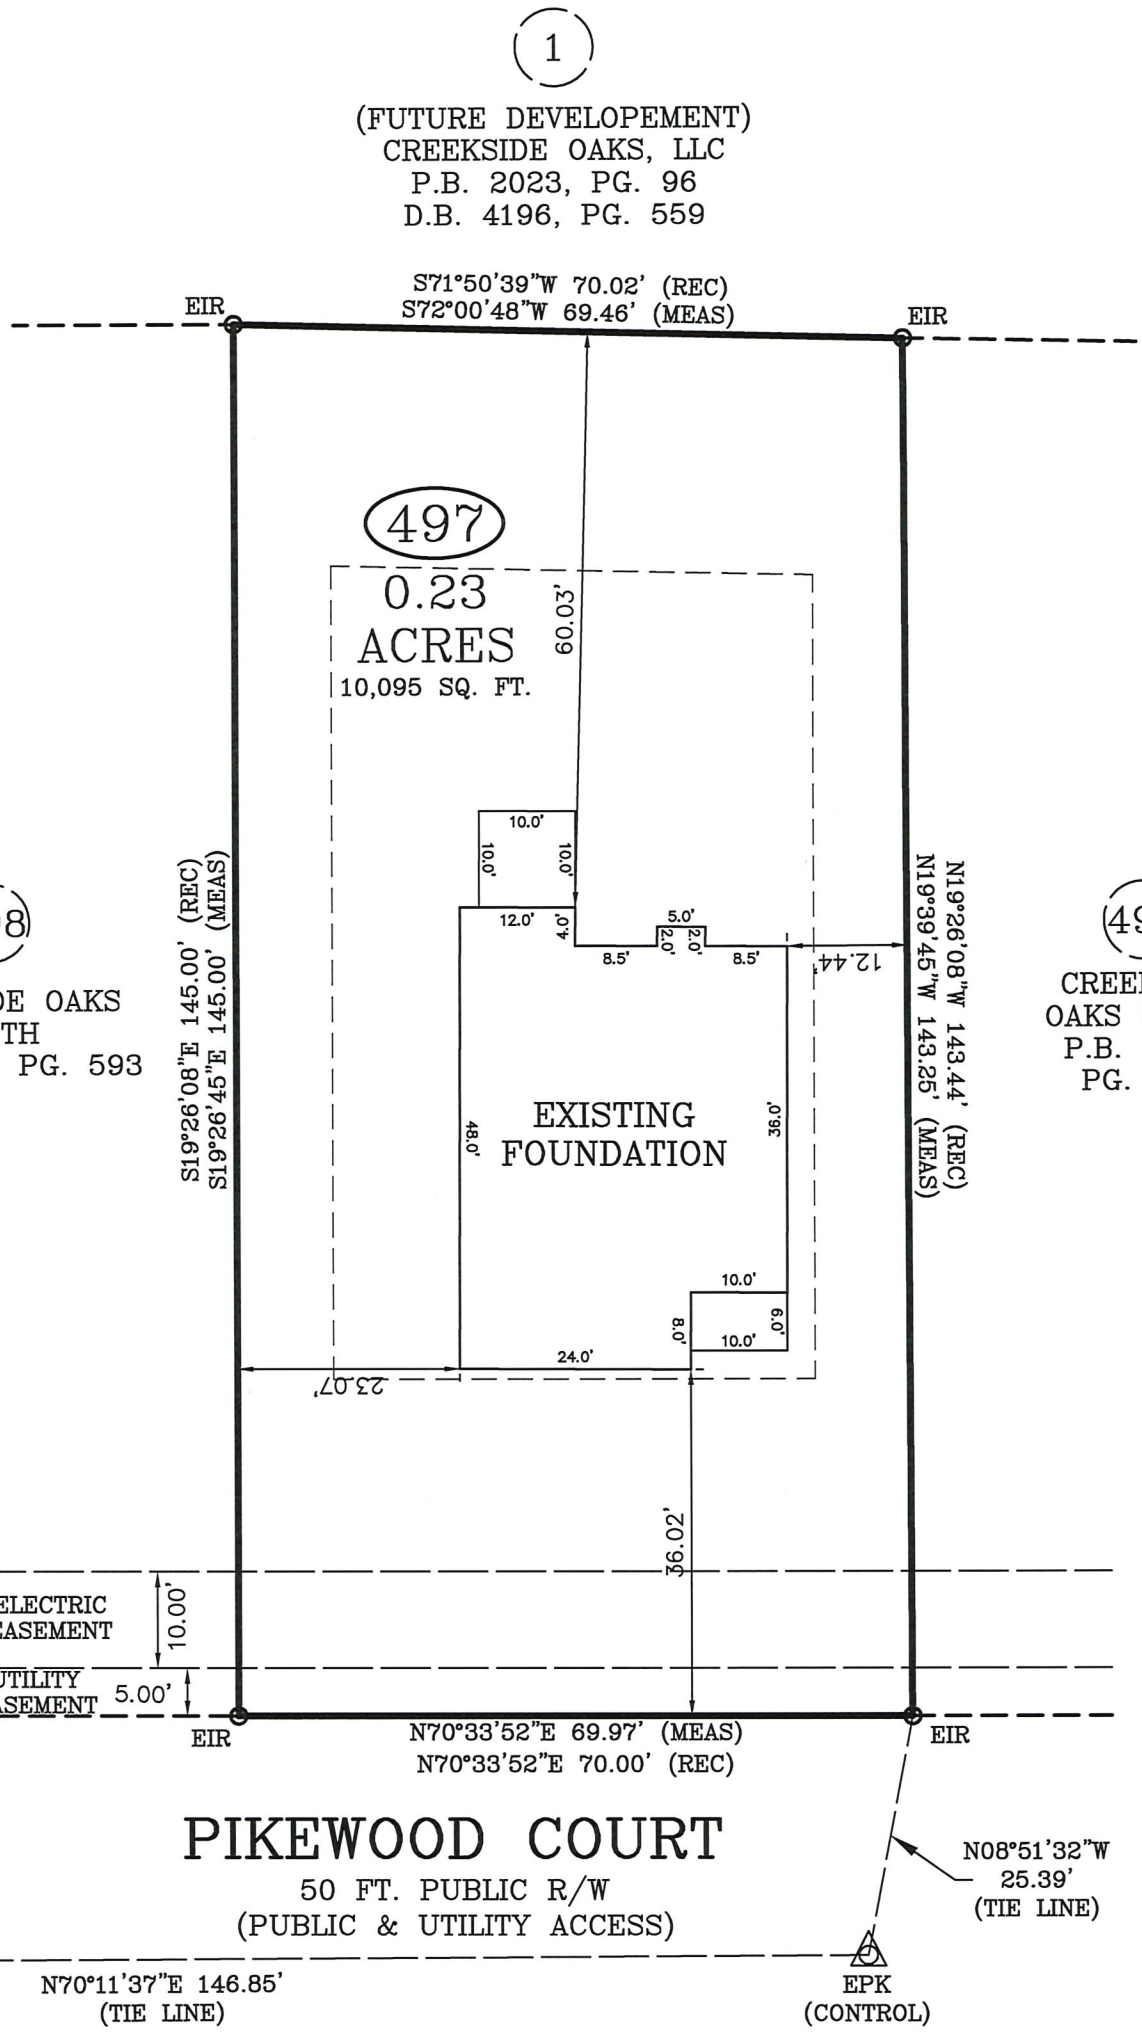 1
(FUTURE DEVELOPEMENT)
CREEKSIDE OAKS, LLC
P.B. 2023, PG. 96
D.B. 4196, PG. 559
S71°50'39"W 70.02' (REC)
S72°00'48"W 69.46' (MEAS)
EIR
EIR
497
0.23
ACRES
10,095 SQ. FT.
60.03'
10.0'
10.0'
10.0'
12.0'
4.0'
5.0'
2.0'
2.0'
8.5'
8.5'
12.44'
S19°26'08"E 145.00' (REC)
S19°26'45"E 145.00' (MEAS)
N19°26'08"W 143.44' (REC)
N19°39'45"W 143.25' (MEAS)
OAKS
PG. 593
OAKS
P.B.
PG.
EXISTING
FOUNDATION
48.0'
36.0'
10.0'
8.0'
6.0'
10.0'
24.0'
23.07'
36.02'
ELECTRIC
EASEMENT
10.00'
UTILITY
5.00'
EIR
EIR
N70°33'52"E 69.97' (MEAS)
N70°33'52"E 70.00' (REC)
PIKEWOOD COURT
50 FT. PUBLIC R/W
(PUBLIC & UTILITY ACCESS)
N08°51'32"W
25.39'
(TIE LINE)
N70°11'37"E 146.85'
(TIE LINE)
EPK
(CONTROL)